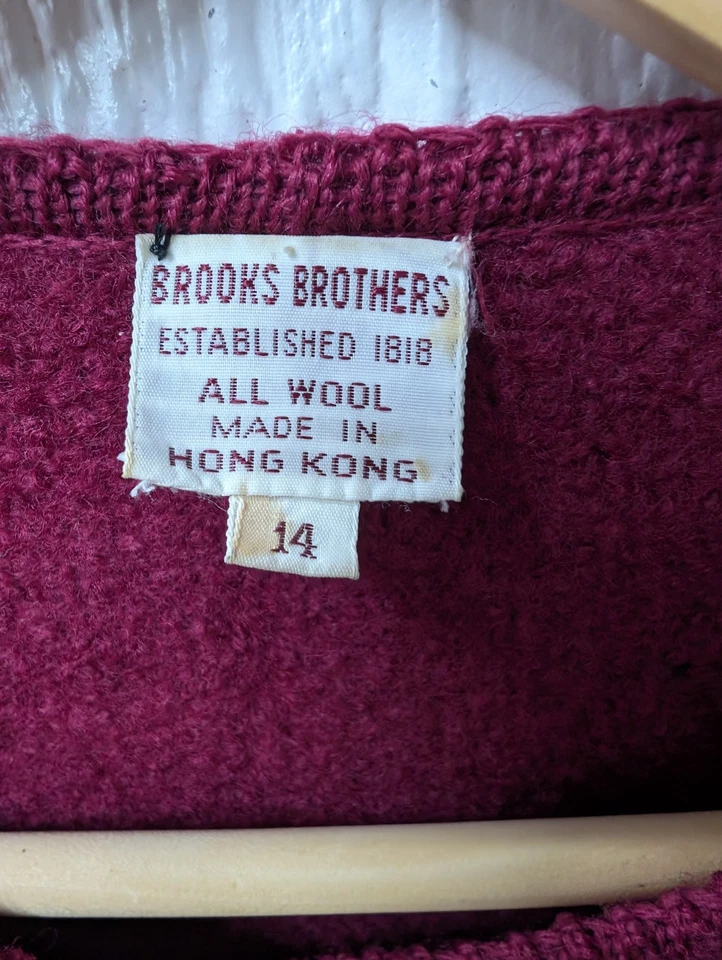 BROOKS BROTHERS
ESTABLISHED 1818
ALL WOOL
MADE IN
HONG KONG
14